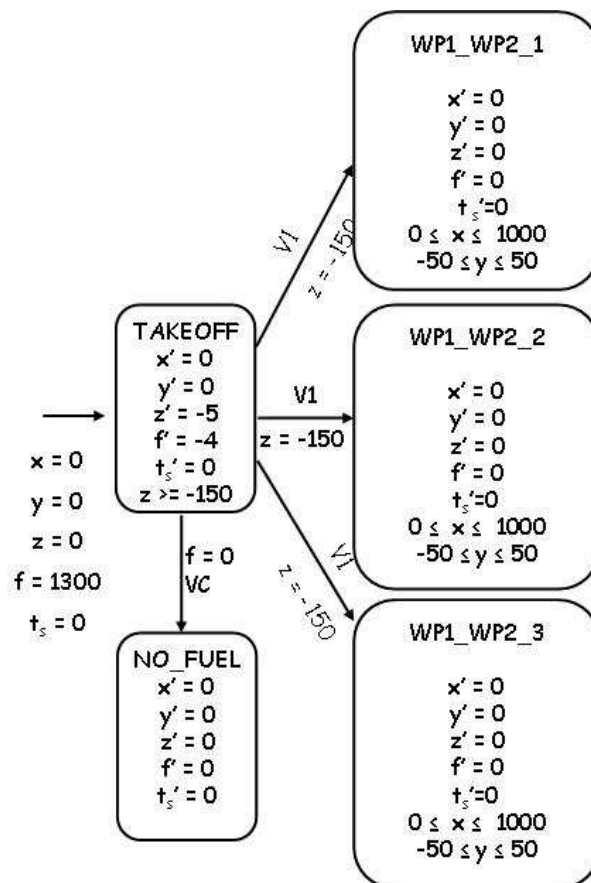 WP1_WP2_1
x' = 0
y' = 0
z' = 0
f' = 0
tₛ'=0
0 ≤ x ≤ 1000
-50 ≤ y ≤ 50
V1
z = -150
TAKEOFF
x' = 0
y' = 0
z' = -5
f' = -4
tₛ' = 0
z >= -150
x = 0
y = 0
z = 0
f = 1300
tₛ = 0
V1
z = -150
WP1_WP2_2
x' = 0
y' = 0
z' = 0
f' = 0
tₛ'=0
0 ≤ x ≤ 1000
-50 ≤ y ≤ 50
f = 0
VC
V1
z = -150
NO_FUEL
x' = 0
y' = 0
z' = 0
f' = 0
tₛ' = 0
WP1_WP2_3
x' = 0
y' = 0
z' = 0
f' = 0
tₛ'=0
0 ≤ x ≤ 1000
-50 ≤ y ≤ 50